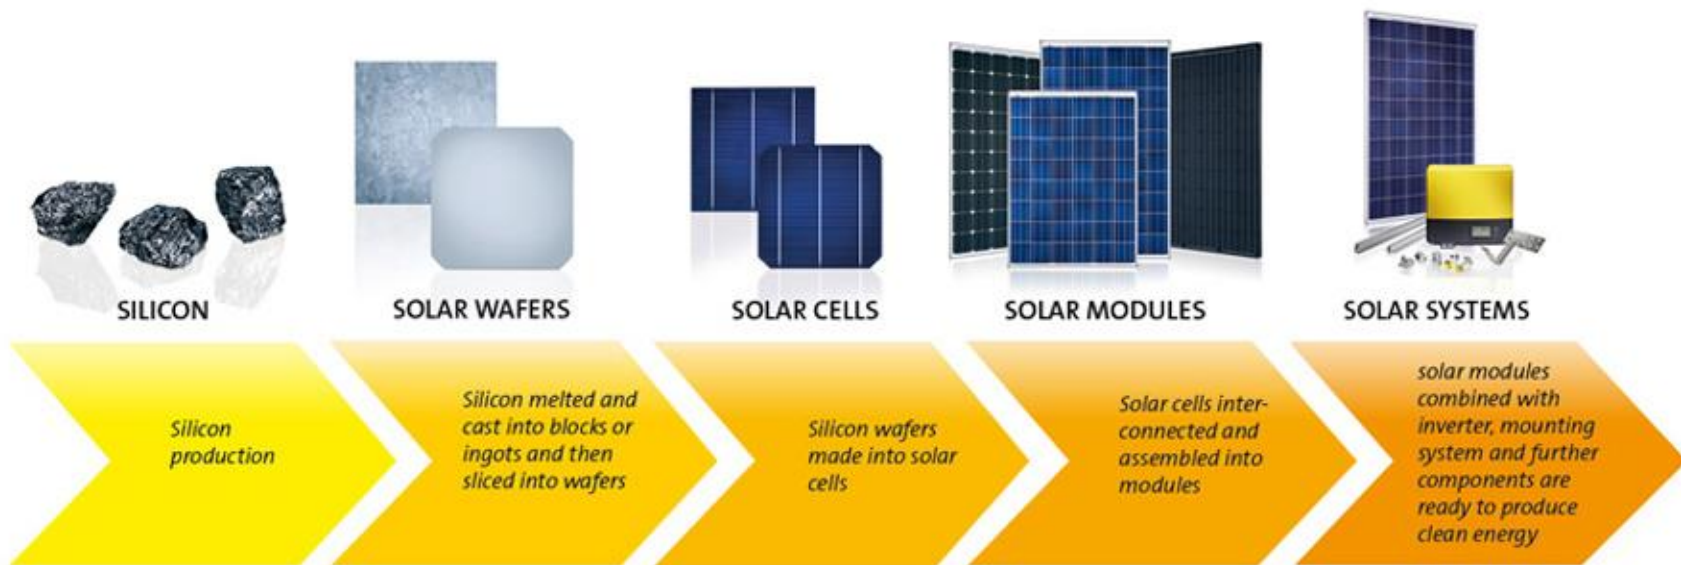 SILICON
SOLAR WAFERS
SOLAR CELLS
SOLAR MODULES
SOLAR SYSTEMS
Silicon
production
Silicon melted and
cast into blocks or
ingots and then
sliced into wafers
Silicon wafers
made into solar
cells
Solar cells inter-
connected and
assembled into
modules
solar modules
combined with
inverter, mounting
system and further
components are
ready to produce
clean energy